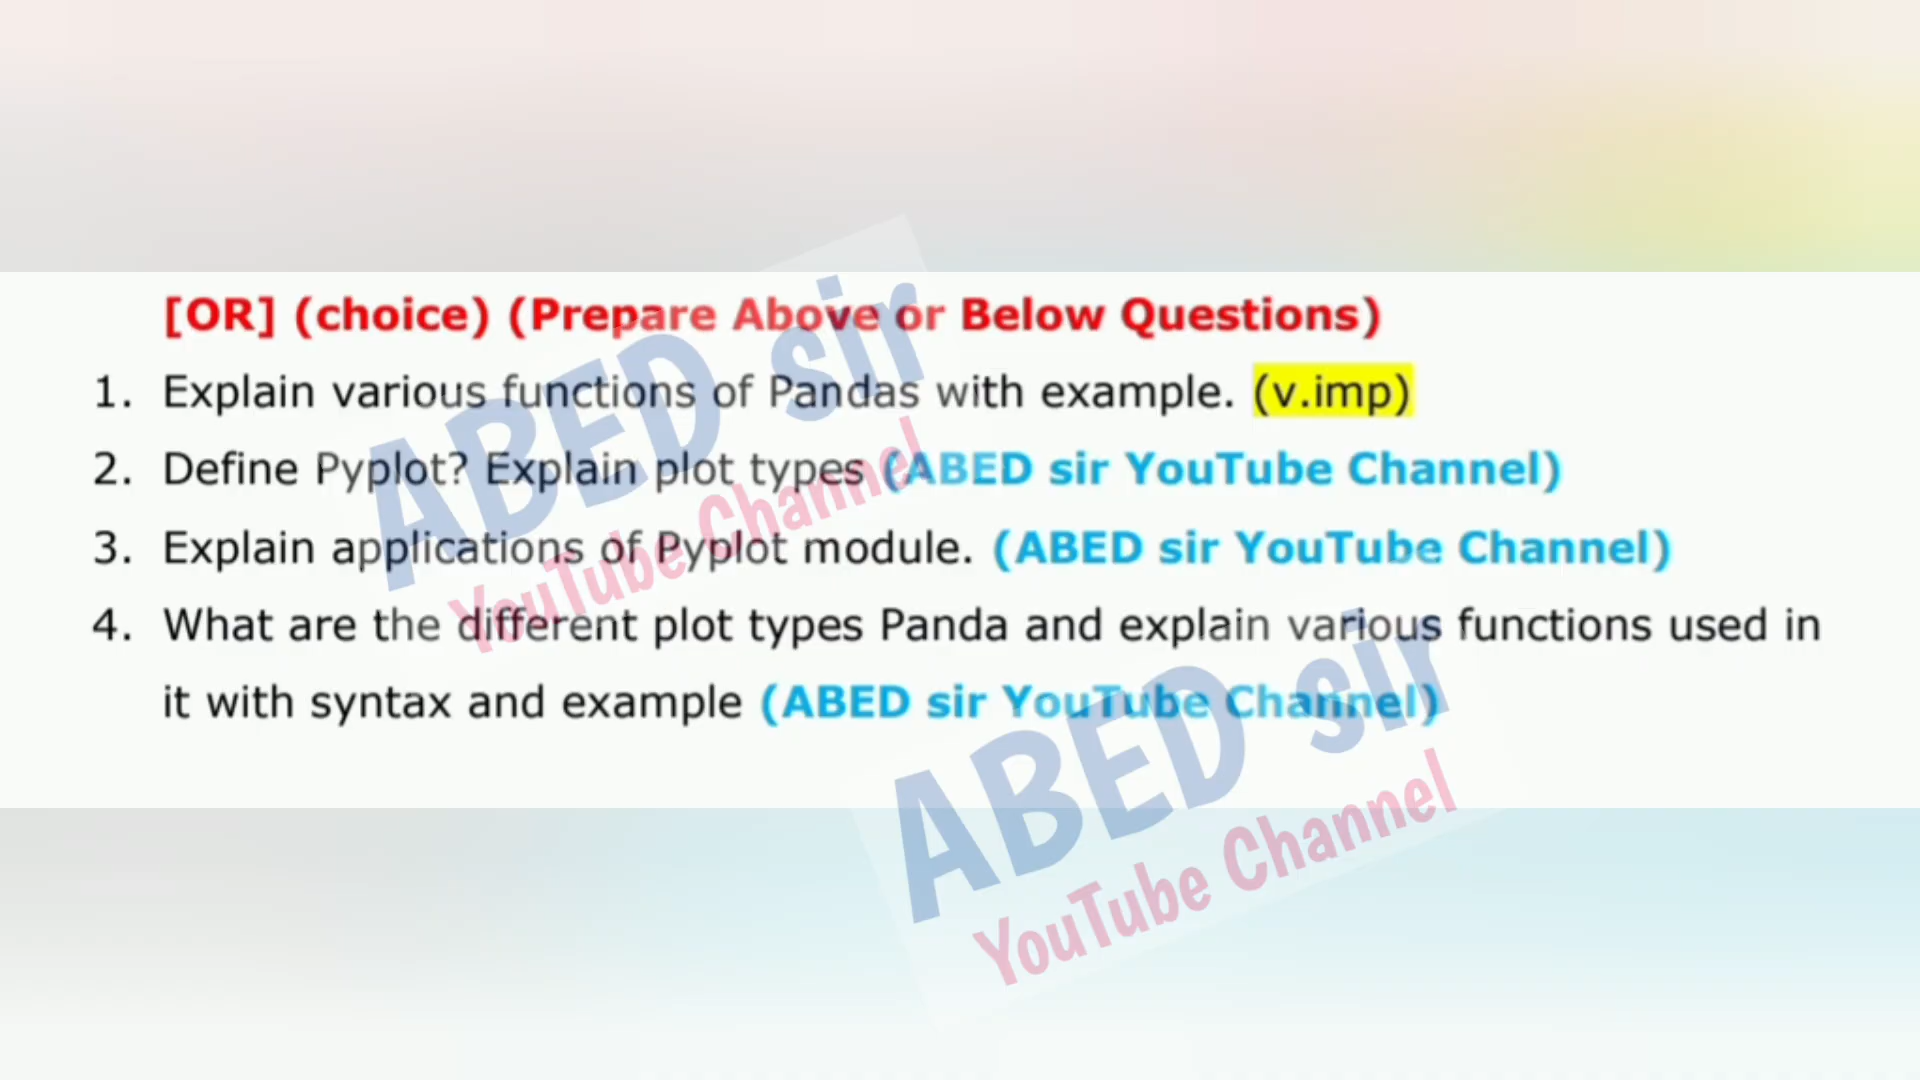 [OR] (choice) (Prepare Above or Below Questions)
1. Explain various functions of Pandas with example. (v.imp)
2. Define Pyplot? Explain plot types (ABED sir YouTube Channel)
3. Explain applications of Pyplot module. (ABED sir YouTube Channel)
4. What are the different plot types Panda and explain various functions used in
it with syntax and example (ABED sir YouTube Channel)
ABED sir
YouTube Channel
ABED sir
YouTube Channel